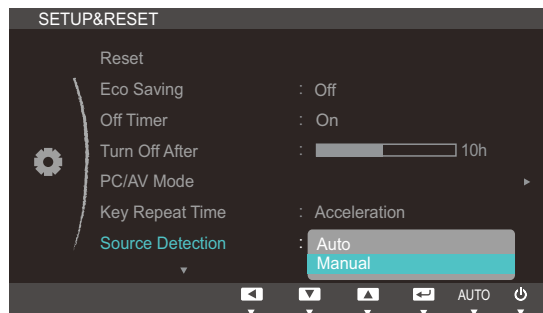 SETUP&RESET
Reset
Eco Saving : Off
Off Timer : On
Turn Off After : 10h
PC/AV Mode
Key Repeat Time : Acceleration
Source Detection : Auto
Manual
AUTO